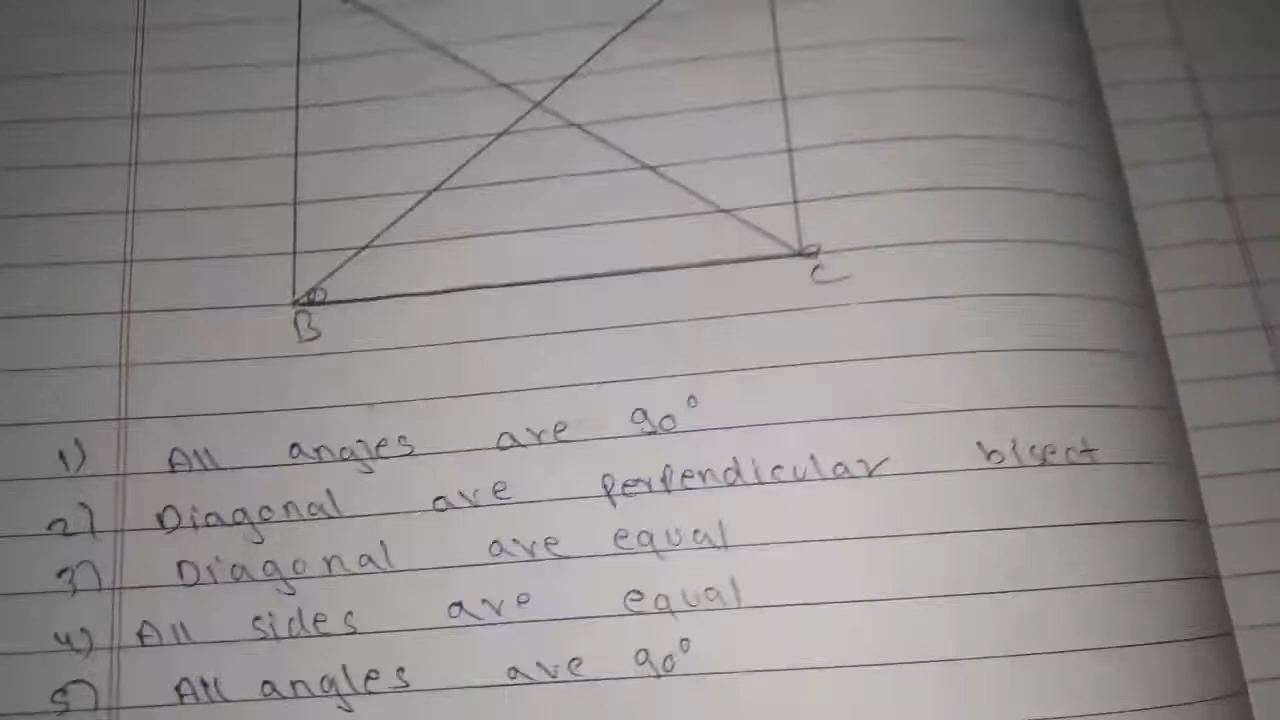 B
C
1) All angles are 90°
2) Diagonal are perpendicular bisect
3) Diagonal are equal
4) All sides are equal
5) All angles are 90°